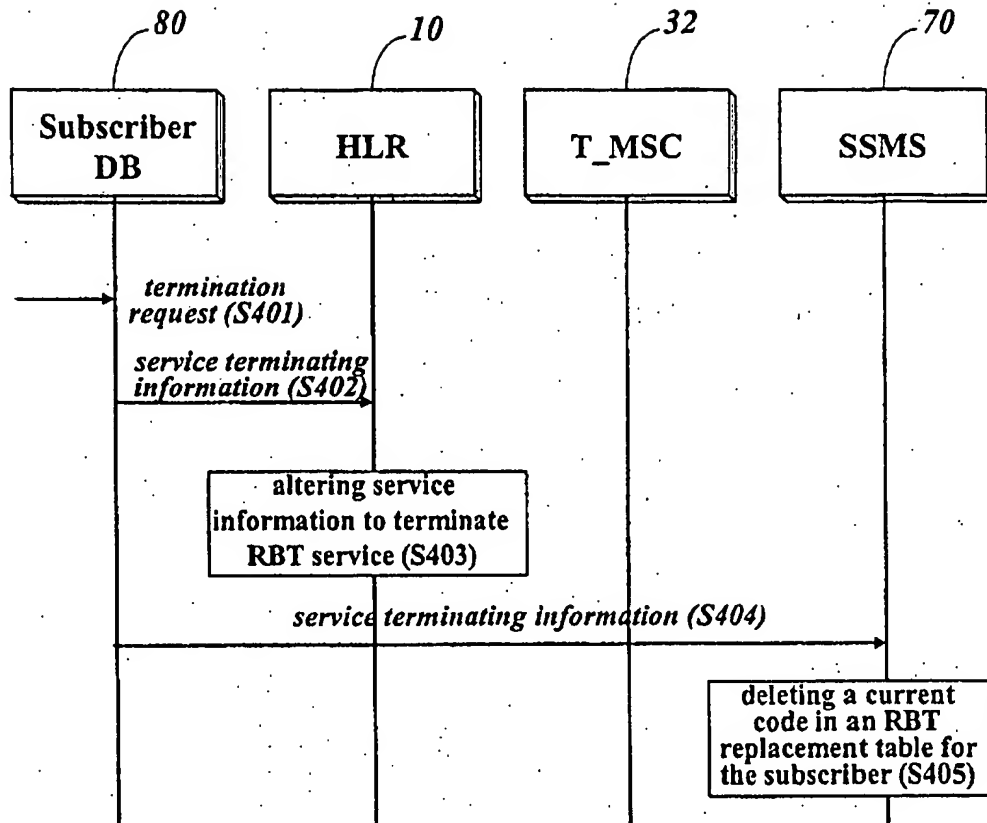 80
10
32
70
Subscriber
DB
HLR
T_MSC
SSMS
termination
request (S401)
service terminating
information (S402)
altering service
information to terminate
RBT service (S403)
service terminating information (S404)
deleting a current
code in an RBT
replacement table for
the subscriber (S405)